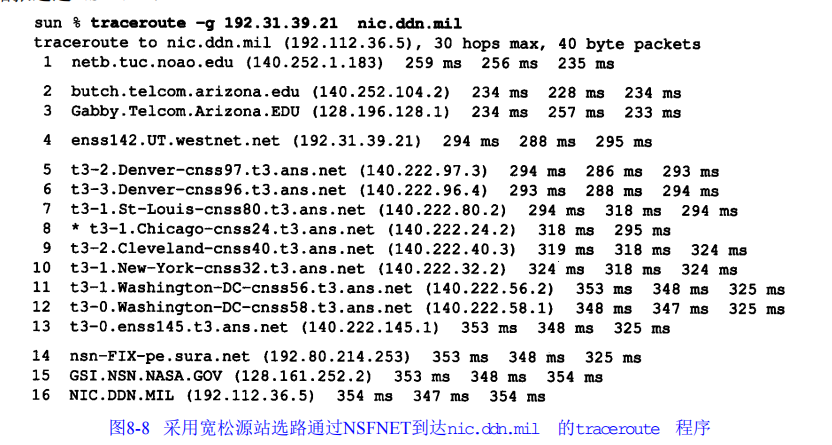 sun % traceroute -g 192.31.39.21 nic.ddn.mil
traceroute to nic.ddn.mil (192.112.36.5), 30 hops max, 40 byte packets
1 netb.tuc.noao.edu (140.252.1.183) 259 ms 256 ms 235 ms
2 butch.telcom.arizona.edu (140.252.104.2) 234 ms 228 ms 234 ms
3 Gabby.Telcom.Arizona.EDU (128.196.128.1) 234 ms 257 ms 233 ms
4 enss142.UT.westnet.net (192.31.39.21) 294 ms 288 ms 295 ms
5 t3-2.Denver-cnss97.t3.ans.net (140.222.97.3) 294 ms 286 ms 293 ms
6 t3-3.Denver-cnss96.t3.ans.net (140.222.96.4) 293 ms 288 ms 294 ms
7 t3-1.St-Louis-cnss80.t3.ans.net (140.222.80.2) 294 ms 318 ms 294 ms
8 * t3-1.Chicago-cnss24.t3.ans.net (140.222.24.2) 318 ms 295 ms
9 t3-2.Cleveland-cnss40.t3.ans.net (140.222.40.3) 319 ms 318 ms 324 ms
10 t3-1.New-York-cnss32.t3.ans.net (140.222.32.2) 324 ms 318 ms 324 ms
11 t3-1.Washington-DC-cnss56.t3.ans.net (140.222.56.2) 353 ms 348 ms 325 ms
12 t3-0.Washington-DC-cnss58.t3.ans.net (140.222.58.1) 348 ms 347 ms 325 ms
13 t3-0.enss145.t3.ans.net (140.222.145.1) 353 ms 348 ms 325 ms
14 nsn-FIX-pe.sura.net (192.80.214.253) 353 ms 348 ms 325 ms
15 GSI.NSN.NASA.GOV (128.161.252.2) 353 ms 348 ms 354 ms
16 NIC.DDN.MIL (192.112.36.5) 354 ms 347 ms 354 ms
图8-8 采用宽松源站选路通过NSFNET到达nic.ddn.mil 的traceroute 程序